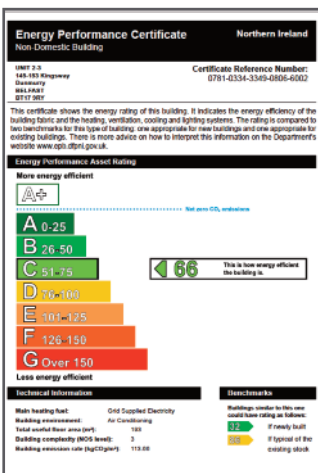 Energy Performance Certificate
Northern Ireland
Non-Domestic Building
UNIT 2-3
Certificate Reference Number:
Kingsway
0781-0334-3349-0806-6002
Dunmurry
BELFAST
BT17 9RY
This certificate shows the energy rating of this building. It indicates the energy efficiency of the
building fabric and the heating, ventilation, cooling and lighting systems. The rating is compared to
two benchmarks for this type of building: one appropriate for new buildings and one appropriate for
existing buildings. There is more advice on how to interpret this information on the Department's
website www.epb.dfpni.gov.uk.
Energy Performance Asset Rating
More energy efficient
A+
Net zero CO₂ emissions
A 0-25
B 26-50
C 51-75
66
This is how energy efficient
the building is.
D 76-100
E 101-125
F 126-150
G Over 150
Less energy efficient
Technical Information
Benchmarks
Main heating fuel: Grid Supplied Electricity
Building environment: Air Conditioning
Total useful floor area (m²):
Building complexity (NOS level): 3
Building emission rate (kgCO₂/m²):
Buildings similar to this one
could have rating as follows:
32
If newly built
If typical of the
existing stock